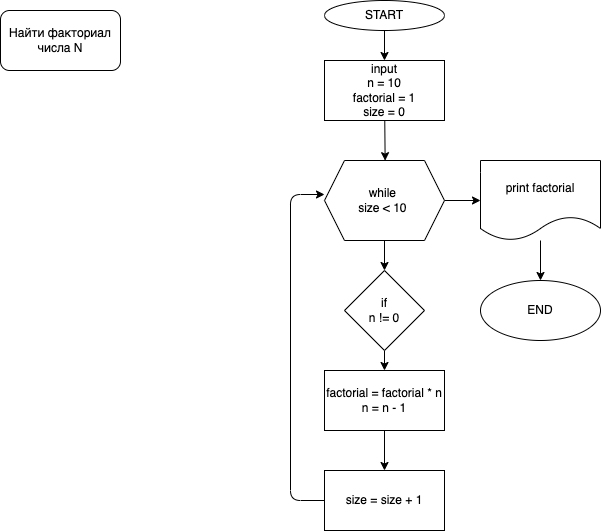 Найти факториал
числа N
START
input
n = 10
factorial = 1
size = 0
while
size < 10
print factorial
if
n != 0
END
factorial = factorial * n
n = n - 1
size = size + 1